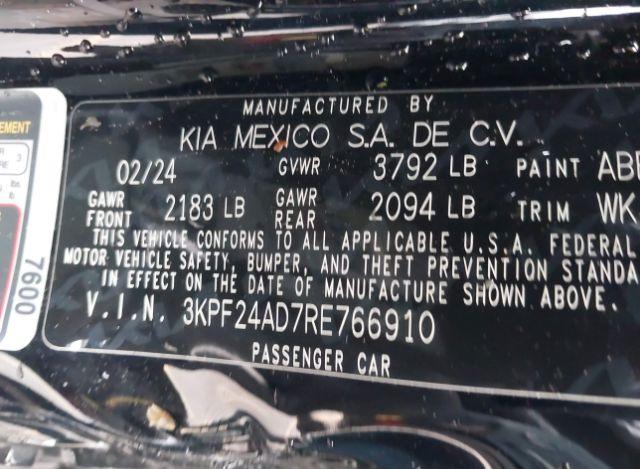 MANUFACTURED BY
KIA MEXICO S.A. DE C.V.
02/24 GVWR 3792 LB PAINT
GAWR FRONT 2183 LB GAWR REAR 2094 LB TRIM WK
THIS VEHICLE CONFORMS TO ALL APPLICABLE U.S.A. FEDERAL
MOTOR VEHICLE SAFETY, BUMPER, AND THEFT PREVENTION STANDA
IN EFFECT ON THE DATE OF MANUFACTURE SHOWN ABOVE.
V.I.N. 3KPF24AD7RE766910
PASSENGER CAR
EMENT
3
lbs.
7600